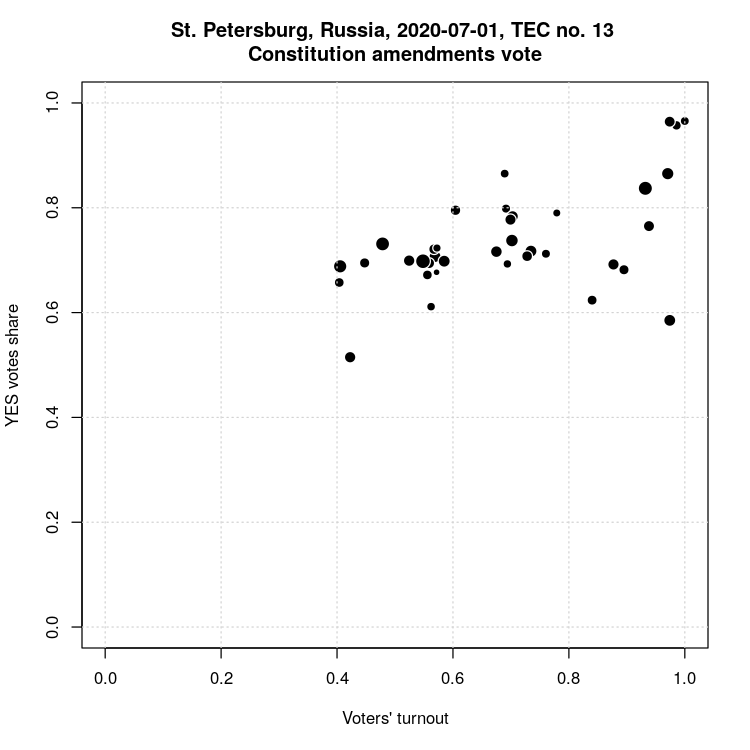 St. Petersburg, Russia, 2020-07-01, TEC no. 13
Constitution amendments vote
YES votes share
1.0
0.8
0.6
0.4
0.2
0.0
0.0 0.2 0.4 0.6 0.8 1.0
Voters' turnout